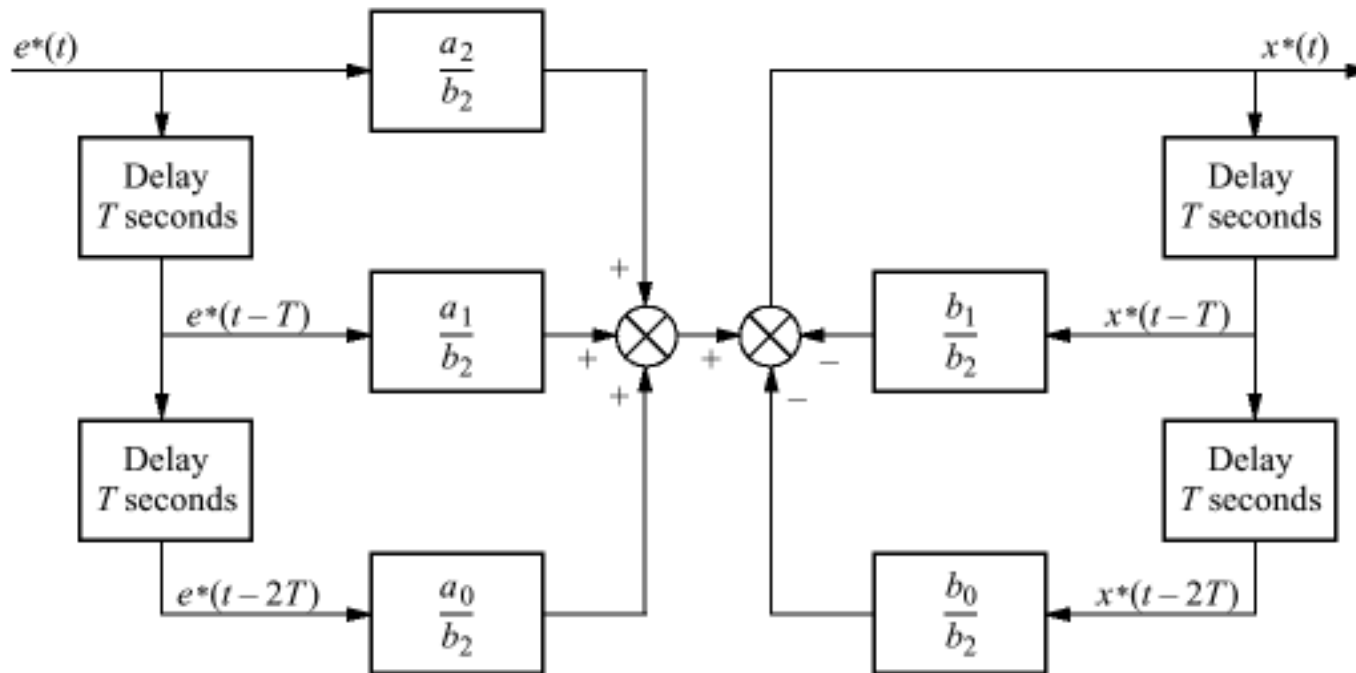 e*(t)
a2
b2
x*(t)
Delay
T seconds
Delay
T seconds
+
e*(t−T)
a1
b2
+
+
−
b1
b2
x*(t−T)
+
−
Delay
T seconds
Delay
T seconds
e*(t−2T)
a0
b2
b0
b2
x*(t−2T)